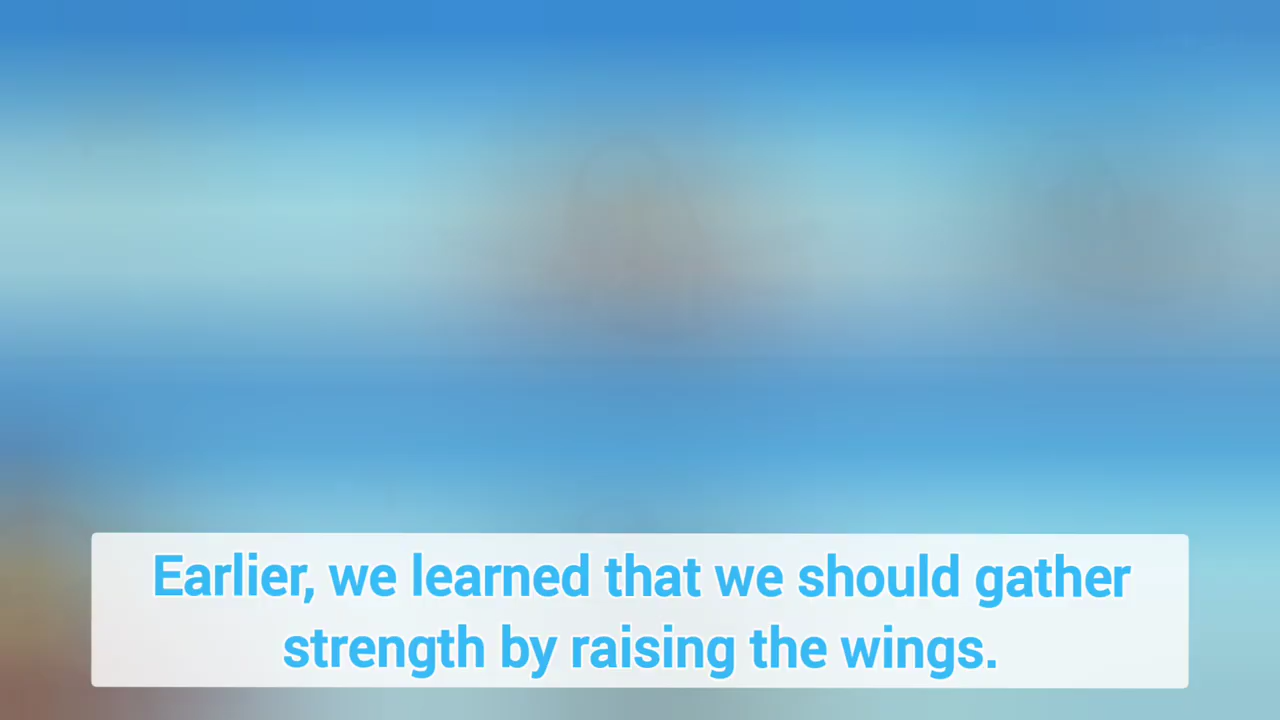 Earlier, we learned that we should gather
strength by raising the wings.